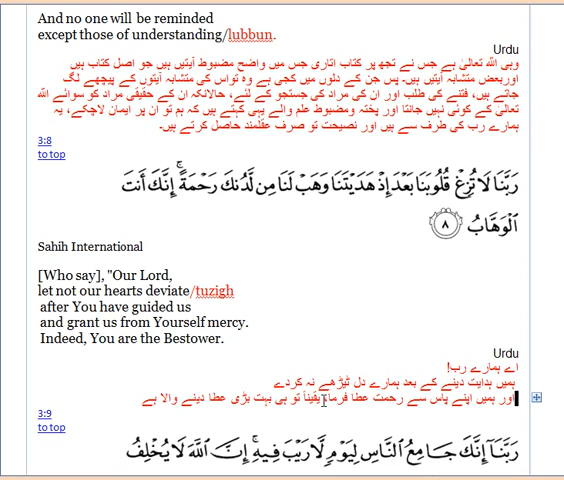 And no one will be reminded
except those of understanding/lubbun.
Urdu
وہی اللہ تعالیٰ ہے جس نے تجھ پر کتاب اتاری جس میں واضح مضبوط آیتیں ہیں جو اصل کتاب ہیں
اوربعض متشابہ آیتیں ہیں۔ پس جن کے دلوں میں کجی ہے وہ تواس کی متشابہ آیتوں کے پیچھے لگ
جاتے ہیں، فتنے کی طلب اور ان کی مراد کی جستجو کے لئے، حالانکہ ان کے حقیقی مراد کو سوائے اللہ
تعالیٰ کے کوئی نہیں جانتا اور پختہ ومضبوط علم والے یہی کہتے ہیں کہ ہم تو ان پر ایمان لاچکے، یہ
ہمارے رب کی طرف سے ہیں اور نصیحت تو صرف عقلمند حاصل کرتے ہیں۔
3:8
to top
رَبَّنَا لَا تُزِغْ قُلُوبَنَا بَعْدَ إِذْ هَدَيْتَنَا وَهَبْ لَنَا مِن لَّدُنكَ رَحْمَةً ۚ إِنَّكَ أَنتَ
الْوَهَّابُ ٨
Sahih International
[Who say], "Our Lord,
let not our hearts deviate/tuzigh
after You have guided us
and grant us from Yourself mercy.
Indeed, You are the Bestower.
Urdu
اے ہمارے رب!
ہمیں ہدایت دینے کے بعد ہمارے دل ٹیڑھے نہ کردے
اور ہمیں اپنے پاس سے رحمت عطا فرما، یقیناً تو ہی بہت بڑی عطا دینے والا ہے
3:9
to top
رَبَّنَا إِنَّكَ جَامِعُ النَّاسِ لِيَوْمٍ لَّا رَيْبَ فِيهِ ۚ إِنَّ اللَّهَ لَا يُخْلِفُ